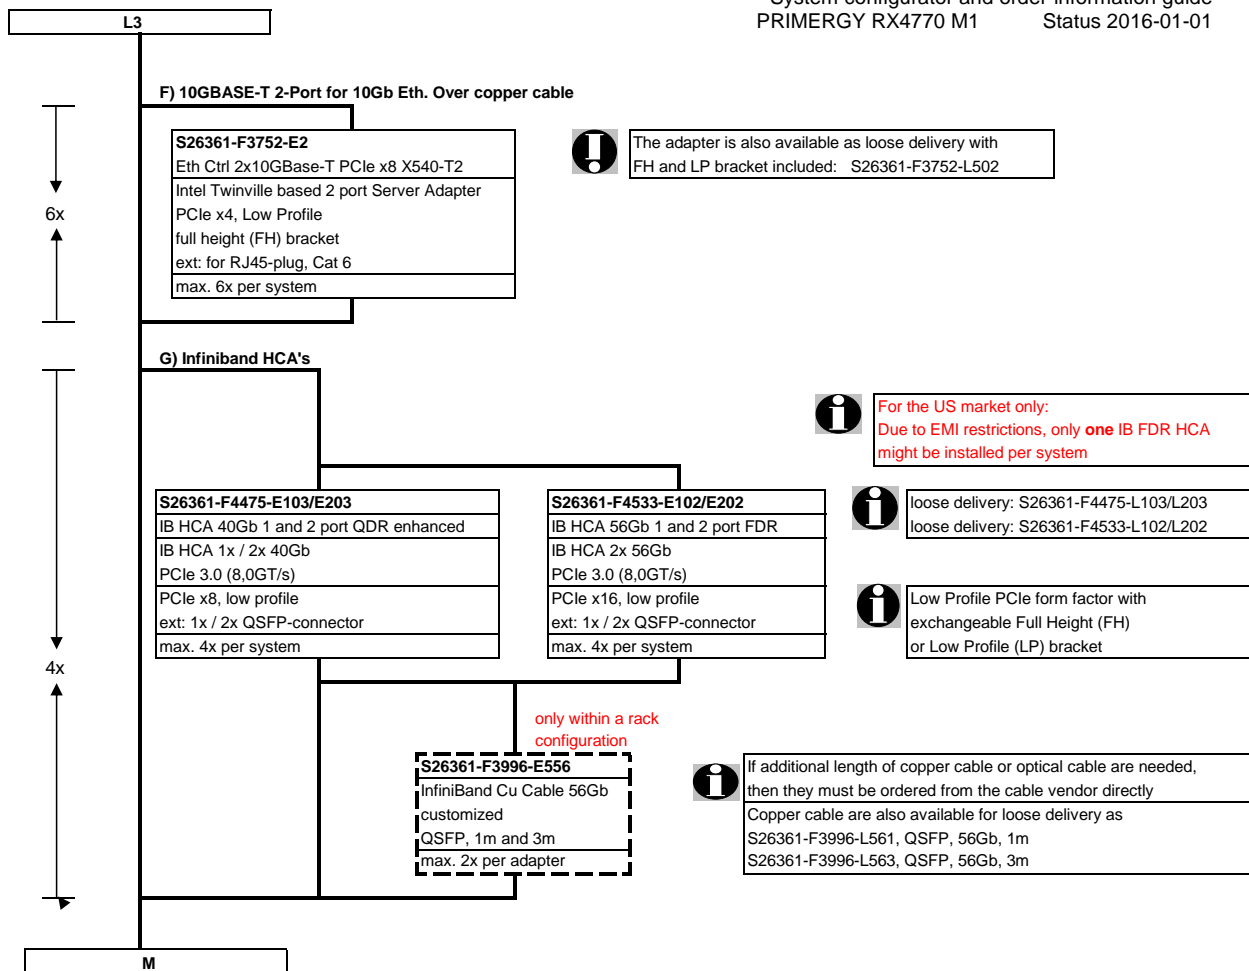 System configurator and order information guide
PRIMERGY RX4770 M1 Status 2016-01-01
L3
F) 10GBASE-T 2-Port for 10Gb Eth. Over copper cable
S26361-F3752-E2
Eth Ctrl 2x10GBase-T PCIe x8 X540-T2
Intel Twinville based 2 port Server Adapter
PCIe x4, Low Profile
full height (FH) bracket
ext: for RJ45-plug, Cat 6
max. 6x per system
The adapter is also available as loose delivery with
FH and LP bracket included: S26361-F3752-L502
6x
G) Infiniband HCA's
For the US market only:
Due to EMI restrictions, only one IB FDR HCA
might be installed per system
S26361-F4475-E103/E203
IB HCA 40Gb 1 and 2 port QDR enhanced
IB HCA 1x / 2x 40Gb
PCIe 3.0 (8,0GT/s)
PCIe x8, low profile
ext: 1x / 2x QSFP-connector
max. 4x per system
S26361-F4533-E102/E202
IB HCA 56Gb 1 and 2 port FDR
IB HCA 2x 56Gb
PCIe 3.0 (8,0GT/s)
PCIe x16, low profile
ext: 1x / 2x QSFP-connector
max. 4x per system
loose delivery: S26361-F4475-L103/L203
loose delivery: S26361-F4533-L102/L202
Low Profile PCIe form factor with
exchangeable Full Height (FH)
or Low Profile (LP) bracket
4x
only within a rack
configuration
S26361-F3996-E556
InfiniBand Cu Cable 56Gb
customized
QSFP, 1m and 3m
max. 2x per adapter
If additional length of copper cable or optical cable are needed,
then they must be ordered from the cable vendor directly
Copper cable are also available for loose delivery as
S26361-F3996-L561, QSFP, 56Gb, 1m
S26361-F3996-L563, QSFP, 56Gb, 3m
M